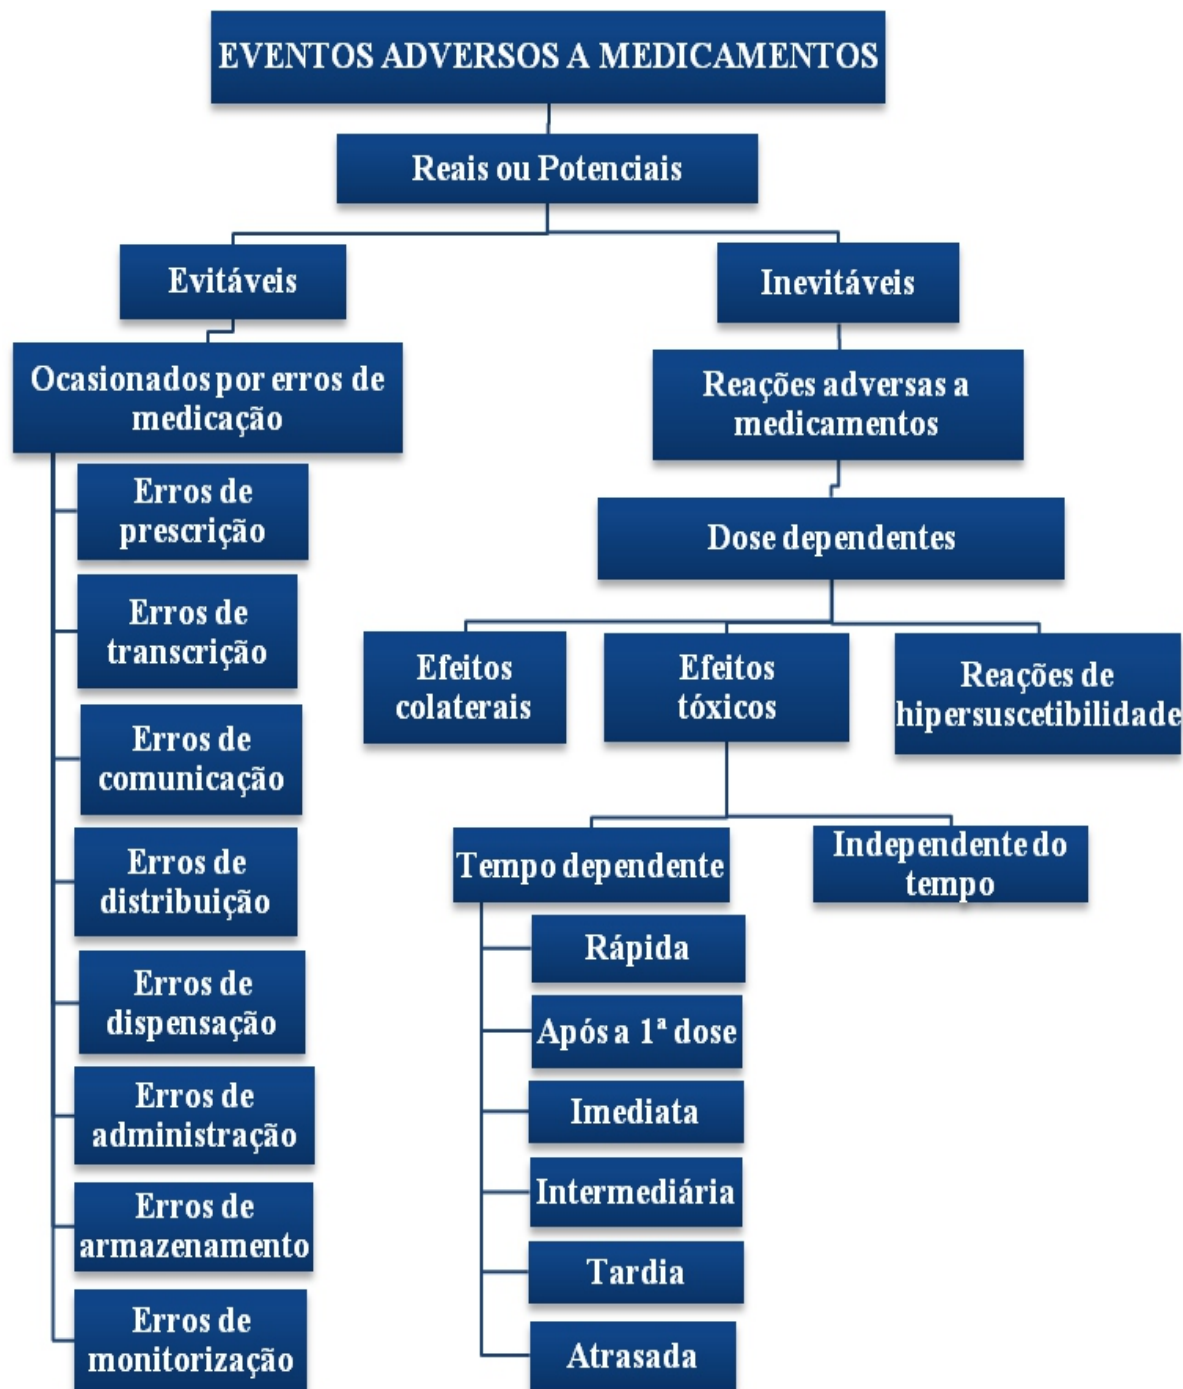 EVENTOS ADVERSOS A MEDICAMENTOS
Reais ou Potenciais
Evitáveis
Inevitáveis
Ocasionados por erros de
medicação
Reações adversas a
medicamentos
Erros de
prescrição
Erros de
transcrição
Erros de
comunicação
Erros de
distribuição
Erros de
dispensação
Erros de
administração
Erros de
armazenamento
Erros de
monitorização
Dose dependentes
Efeitos
colaterais
Efeitos
tóxicos
Reações de
hipersuscetibilidade
Tempo dependente
Independente do
tempo
Rápida
Após a 1ª dose
Imediata
Intermediária
Tardia
Atrasada